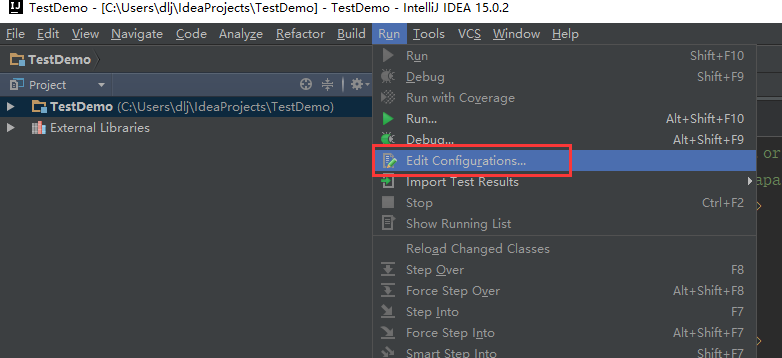 TestDemo - [C:\Users\dlj\IdeaProjects\TestDemo] - TestDemo - IntelliJ IDEA 15.0.2
File Edit View Navigate Code Analyze Refactor Build Run Tools VCS Window Help
TestDemo
Project
TestDemo (C:\Users\dlj\IdeaProjects\TestDemo)
External Libraries
Run Shift+F10
Debug Shift+F9
Run with Coverage
Run... Alt+Shift+F10
Debug... Alt+Shift+F9
Edit Configurations...
Import Test Results
Stop Ctrl+F2
Show Running List
Reload Changed Classes
Step Over F8
Force Step Over Alt+Shift+F8
Step Into F7
Force Step Into Alt+Shift+F7
Smart Step Into Shift+F7
or
apa